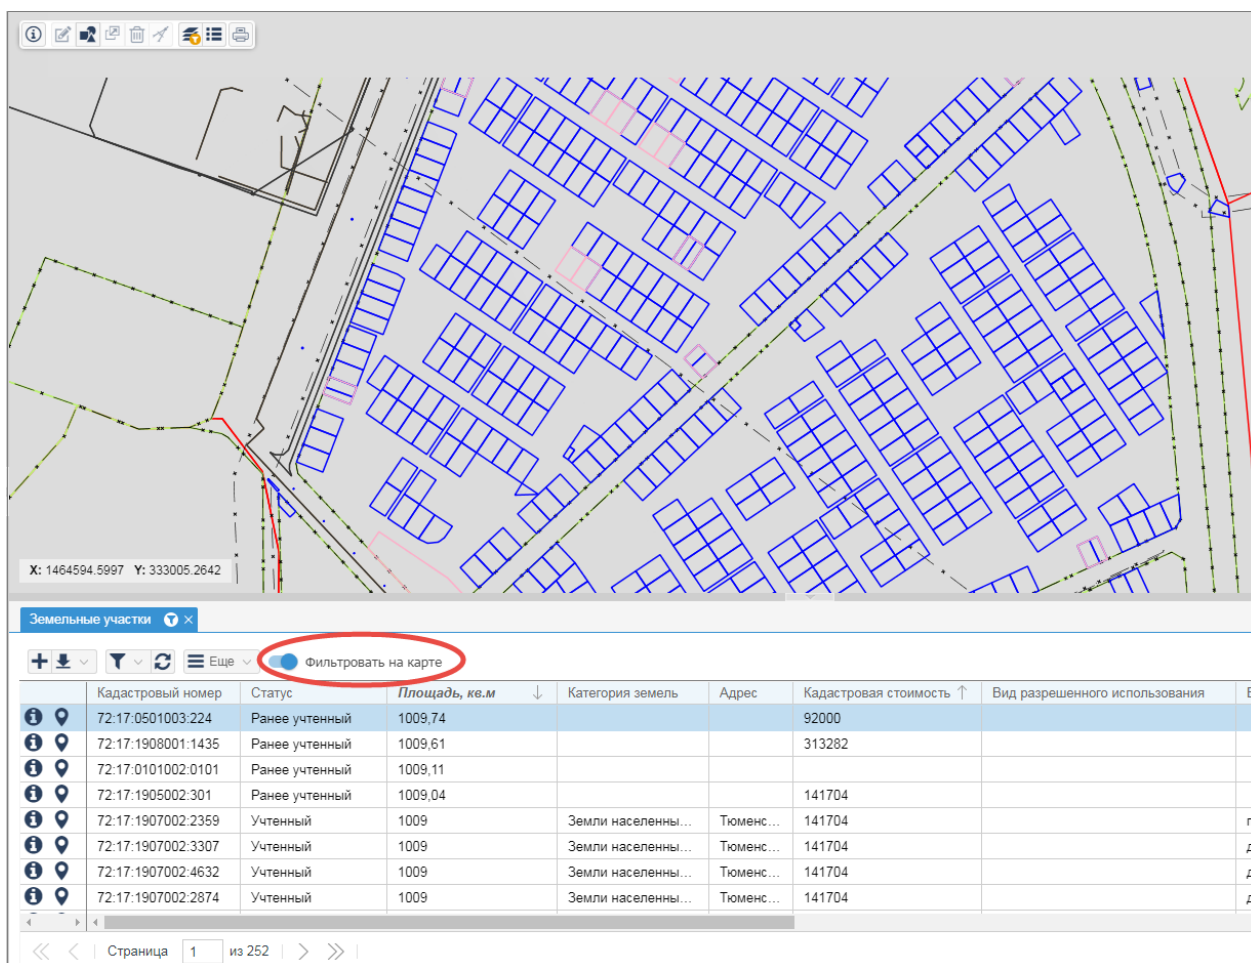 X: 1464594.5997 Y: 333005.2642
Земельные участки
Еще Фильтровать на карте
Кадастровый номер Статус Площадь, кв.м Категория земель Адрес Кадастровая стоимость Вид разрешенного использования
72:17:0501003:224 Ранее учтенный 1009,74 92000
72:17:1908001:1435 Ранее учтенный 1009,61 313282
72:17:0101002:0101 Ранее учтенный 1009,11
72:17:1905002:301 Ранее учтенный 1009,04 141704
72:17:1907002:2359 Учтенный 1009 Земли населенны... Тюменс... 141704
72:17:1907002:3307 Учтенный 1009 Земли населенны... Тюменс... 141704
72:17:1907002:4632 Учтенный 1009 Земли населенны... Тюменс... 141704
72:17:1907002:2874 Учтенный 1009 Земли населенны... Тюменс... 141704
Страница 1 из 252